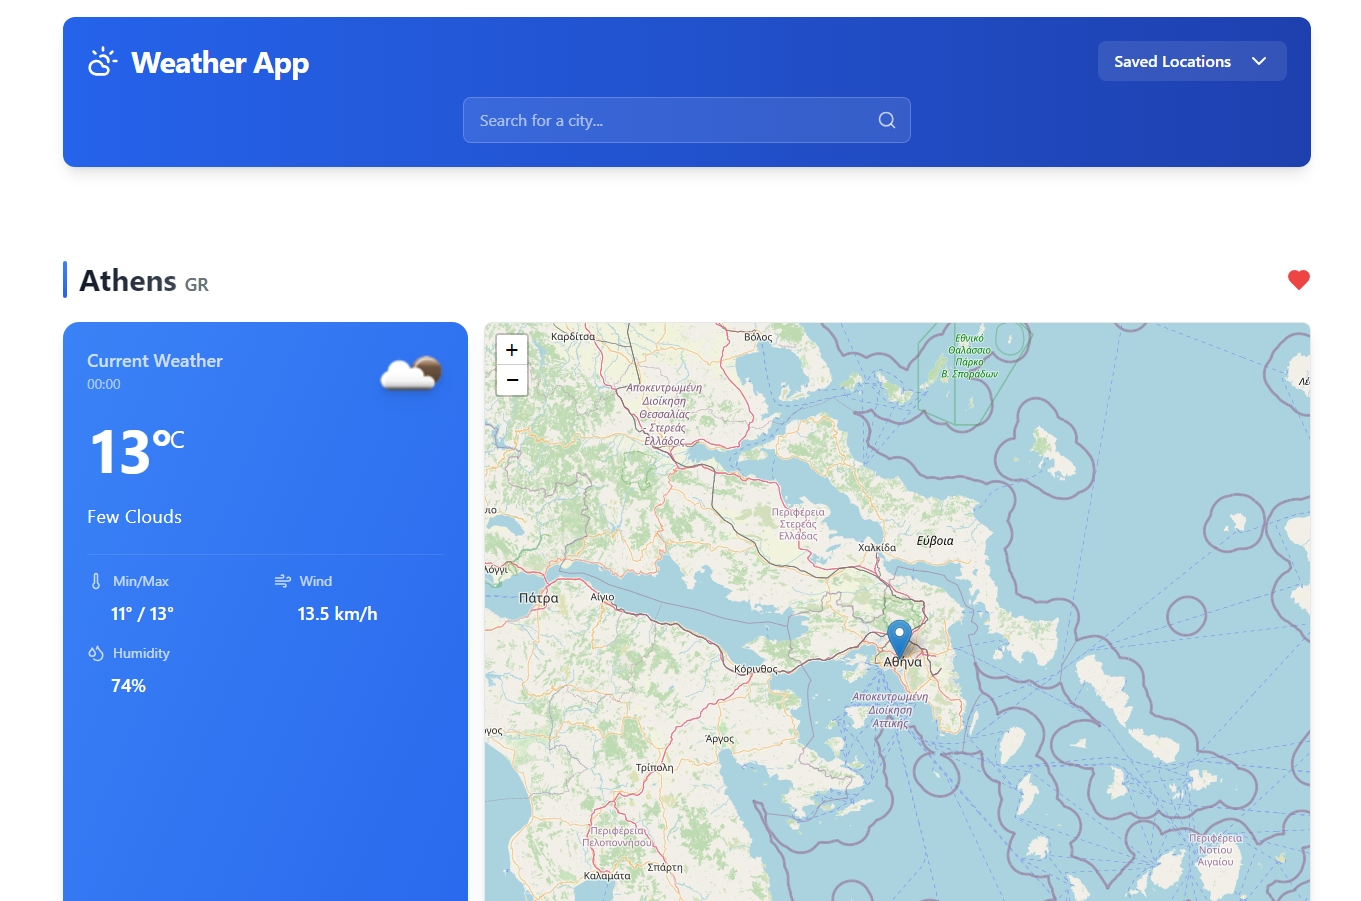 Weather App
Saved Locations
Search for a city...
Athens GR
Current Weather
00:00
13°C
Few Clouds
Min/Max
11° / 13°
Wind
13.5 km/h
Humidity
74%
+
−
Καρδίτσα
Βόλος
Εθνικό
Θαλάσσιο
Πάρκο
Β. Σποράδων
Αποκεντρωμένη
Διοίκηση
Θεσσαλίας
- Στερεάς
Ελλάδος
Περιφέρεια
Στερεάς
Ελλάδας
Χαλκίδα
Εύβοια
Πάτρα
Αίγιο
Κόρινθος
Αθήνα
Αποκεντρωμένη
Διοίκηση
Αττικής
Άργος
Τρίπολη
Περιφέρεια
Πελοποννήσου
Σπάρτη
Καλαμάτα
Περιφέρεια
Νοτίου
Αιγαίου